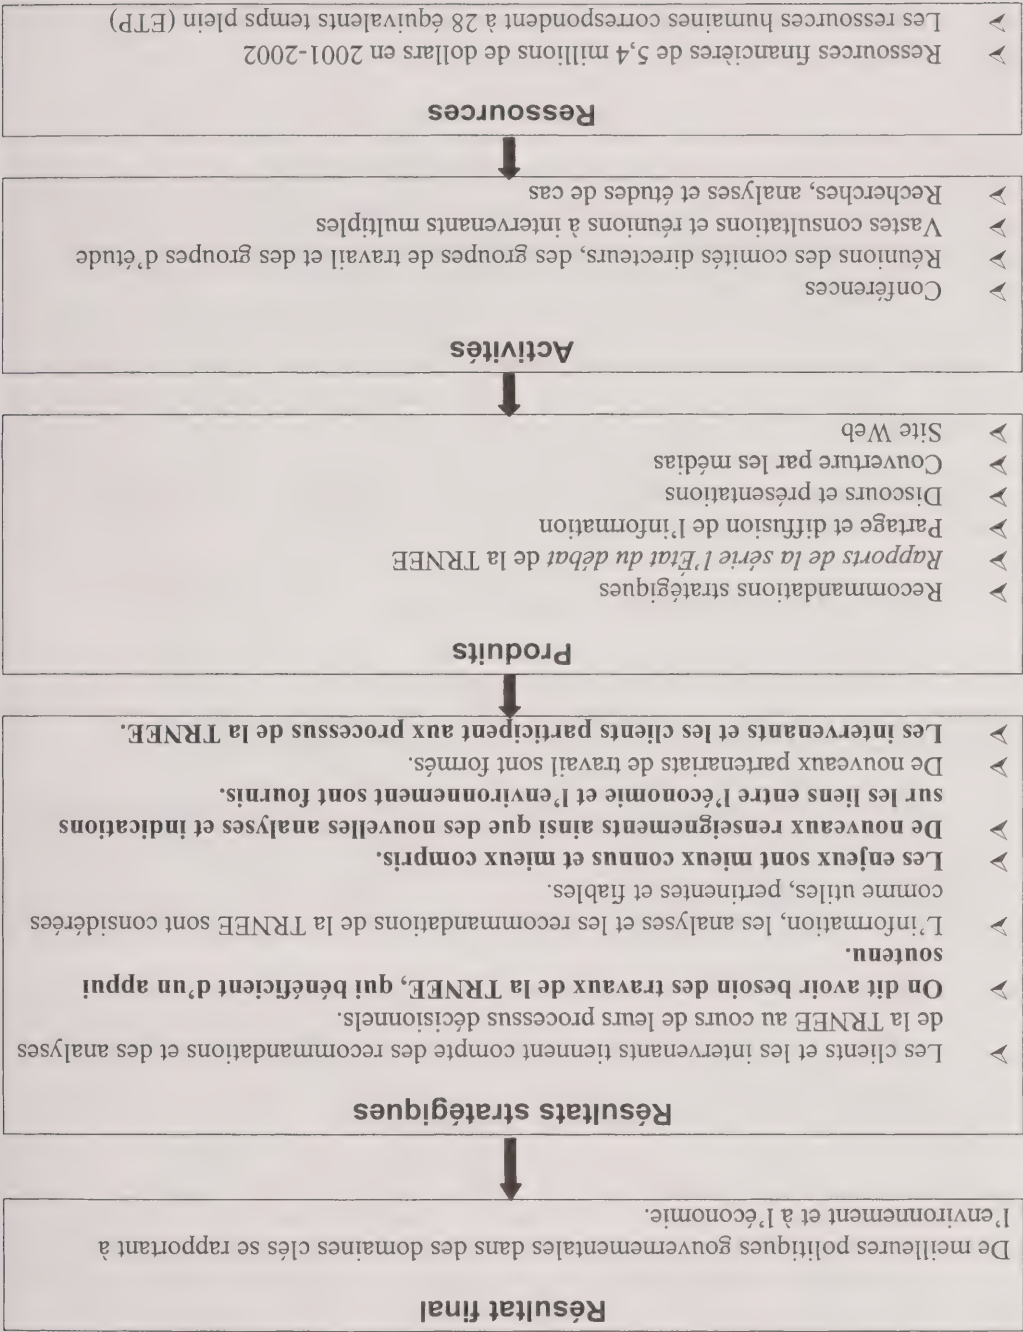 Résultat final
De meilleures politiques gouvernementales dans des domaines clés se rapportant à
l'environnement et à l'économie.
Résultats stratégiques
➤ Les clients et les intervenants tiennent compte des recommandations et des analyses
de la TRNEE au cours de leurs processus décisionnels.
➤ On dit avoir besoin des travaux de la TRNEE, qui bénéficient d'un appui
soutenu.
➤ L'information, les analyses et les recommandations de la TRNEE sont considérées
comme utiles, pertinentes et fiables.
➤ Les enjeux sont mieux connus et mieux compris.
➤ De nouveaux renseignements ainsi que des nouvelles analyses et indications
sur les liens entre l'économie et l'environnement sont fournis.
➤ De nouveaux partenariats de travail sont formés.
➤ Les intervenants et les clients participent aux processus de la TRNEE.
Produits
➤ Recommandations stratégiques
➤ Rapports de la série l'État du débat de la TRNEE
➤ Partage et diffusion de l'information
➤ Discours et présentations
➤ Couverture par les médias
➤ Site Web
Activités
➤ Conférences
➤ Réunions des comités directeurs, des groupes de travail et des groupes d'étude
➤ Vastes consultations et réunions à intervenants multiples
➤ Recherches, analyses et études de cas
Ressources
➤ Ressources financières de 5,4 millions de dollars en 2001-2002
➤ Les ressources humaines correspondent à 28 équivalents temps plein (ETP)